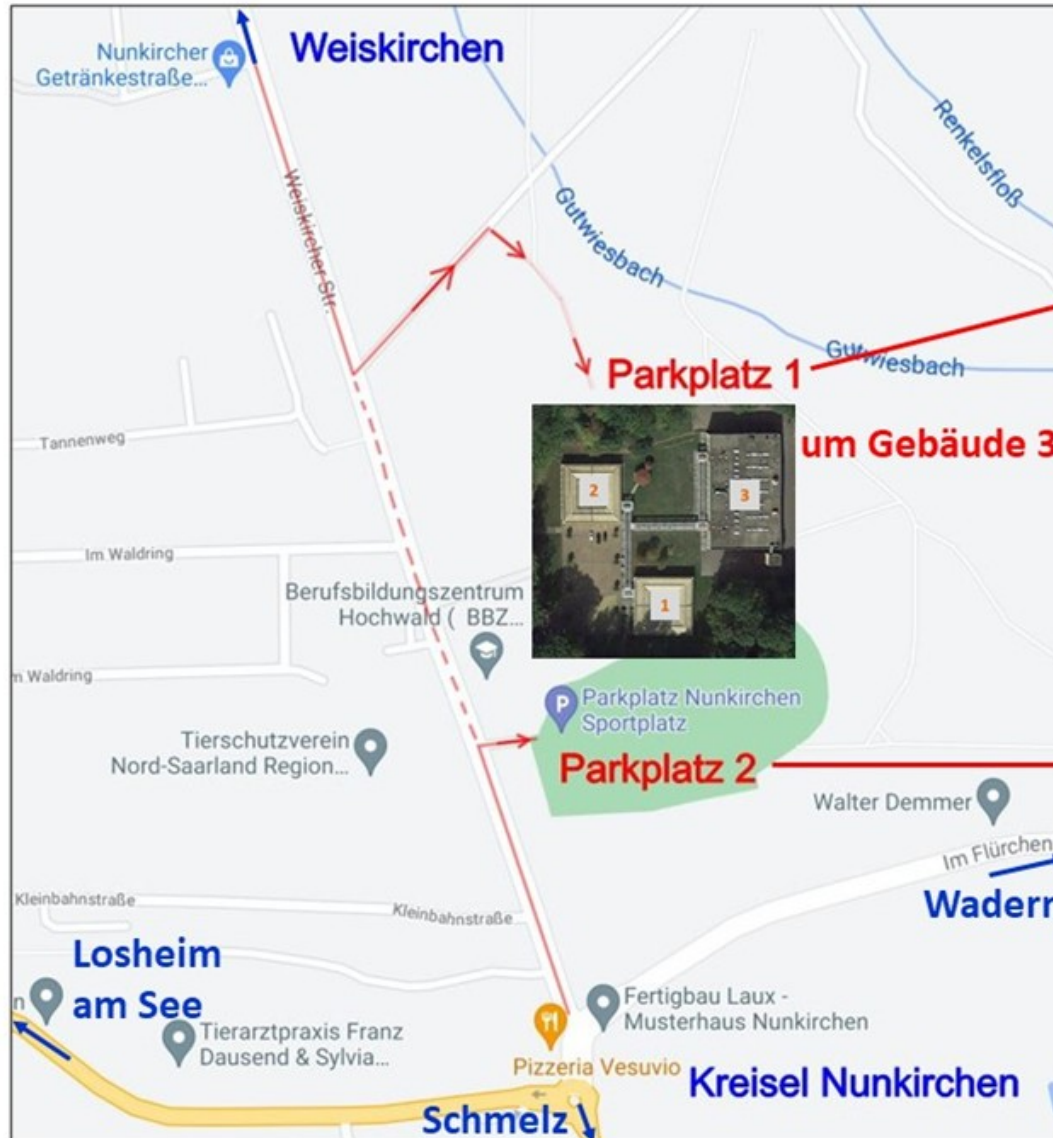 Weiskirchen
Nunkircher
Getränkestraße...
Renkelsfloß
Weiskircher Str.
Gutwiesbach
Parkplatz 1
Gutwiesbach
um Gebäude 3
Tannenweg
2
3
Im Waldring
Berufsbildungszentrum
Hochwald ( BBZ...
1
m Waldring
P
Parkplatz Nunkirchen
Sportplatz
Tierschutzverein
Nord-Saarland Region...
Parkplatz 2
Walter Demmer
Im Flürchen
Kleinbahnstraße
Kleinbahnstraße
Wadern
Losheim
am See
n
Fertigbau Laux -
Musterhaus Nunkirchen
Tierarztpraxis Franz
Dausend & Sylvia...
Pizzeria Vesuvio
Kreisel Nunkirchen
Schmelz